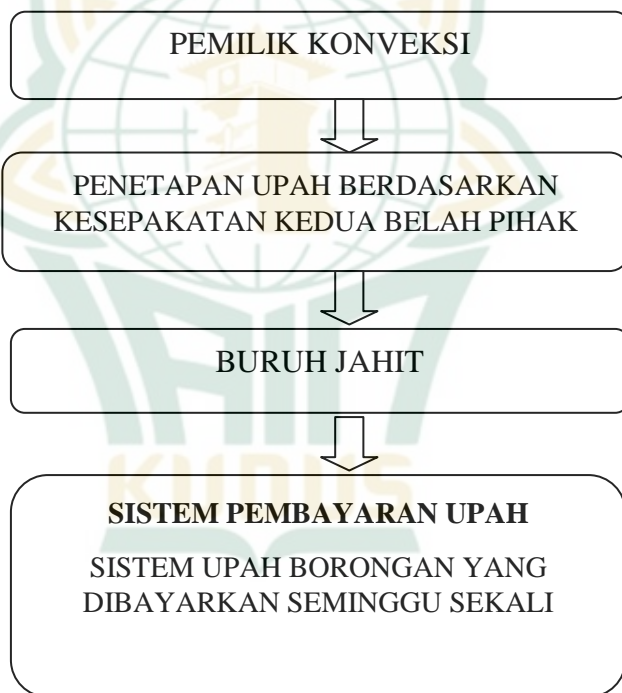 PEMILIK KONVEKSI
PENETAPAN UPAH BERDASARKAN
KESEPAKATAN KEDUA BELAH PIHAK
BURUH JAHIT
KUDUS
SISTEM PEMBAYARAN UPAH
SISTEM UPAH BORONGAN YANG
DIBAYARKAN SEMINGGU SEKALI